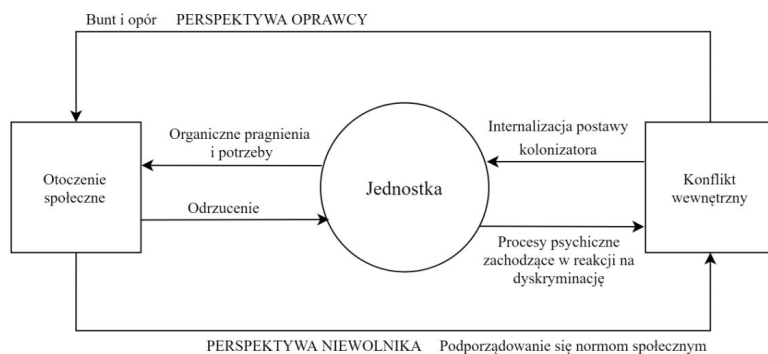 Bunt i opór PERSPEKTYWA OPRAWCY
Organiczne pragnienia
i potrzeby
Internalizacja postawy
kolonizatora
Otoczenie
społeczne
Jednostka
Konflikt
wewnętrzny
Odrzucenie
Procesy psychiczne
zachodzące w reakcji na
dyskryminację
PERSPEKTYWA NIEWOLNIKA Podporządowanie się normom społecznym